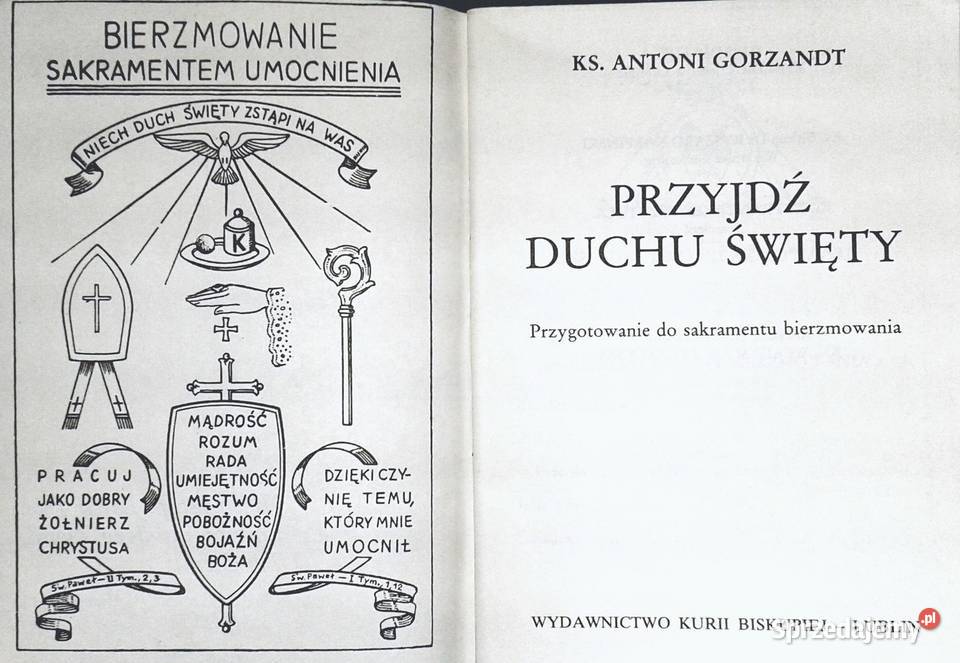 BIERZMOWANIE
SAKRAMENTEM UMOCNIENIA
NIECH DUCH ŚWIĘTY ZSTĄPI NA WAS...
K
MĄDROŚĆ
ROZUM
RADA
UMIEJĘTNOŚĆ
MĘSTWO
POBOŻNOŚĆ
BOJAŹŃ
BOŻA
PRACUJ
JAKO DOBRY
ŻOŁNIERZ
CHRYSTUSA
Św. Paweł – II Tym., 2, 3
DZIĘKI CZY-
NIĘ TEMU,
KTÓRY MNIE
UMOCNIŁ
Św. Paweł – I Tym., 1, 12
KS. ANTONI GORZANDT
PRZYJDŹ
DUCHU ŚWIĘTY
Przygotowanie do sakramentu bierzmowania
WYDAWNICTWO KURII BISKUPIEJ – LUBLIN
Sprzedajemy.pl